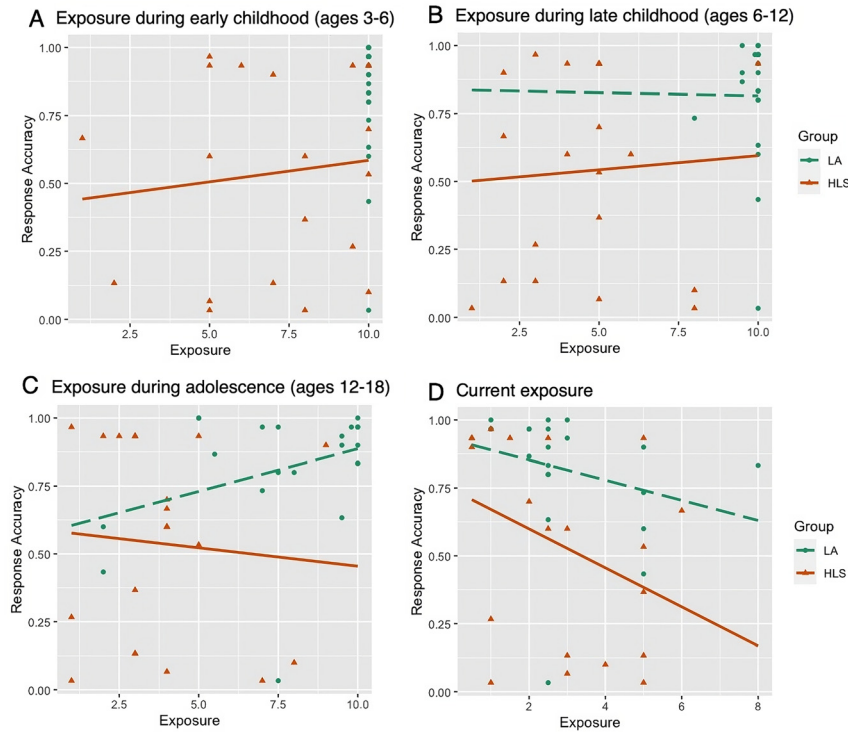 A Exposure during early childhood (ages 3-6)
1.00
0.75
0.50
0.25
0.00
Response Accuracy
2.5 5.0 7.5 10.0
Exposure
B Exposure during late childhood (ages 6-12)
1.00
0.75
0.50
0.25
0.00
Response Accuracy
2.5 5.0 7.5 10.0
Exposure
Group
LA
HLS
C Exposure during adolescence (ages 12-18)
1.00
0.75
0.50
0.25
0.00
Response Accuracy
2.5 5.0 7.5 10.0
Exposure
D Current exposure
1.00
0.75
0.50
0.25
0.00
Response Accuracy
2 4 6 8
Exposure
Group
LA
HLS